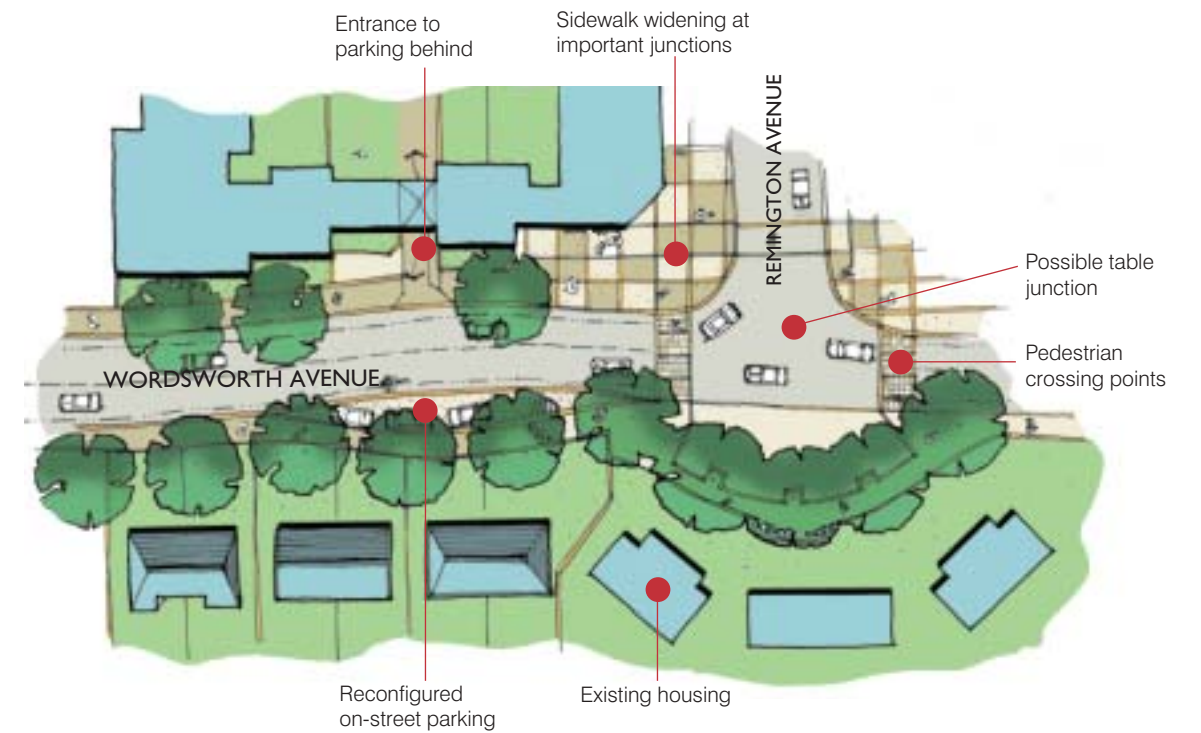 Entrance to
parking behind
Sidewalk widening at
important junctions
REMINGTON AVENUE
Possible table
junction
Pedestrian
crossing points
WORDSWORTH AVENUE
Reconfigured
on-street parking
Existing housing